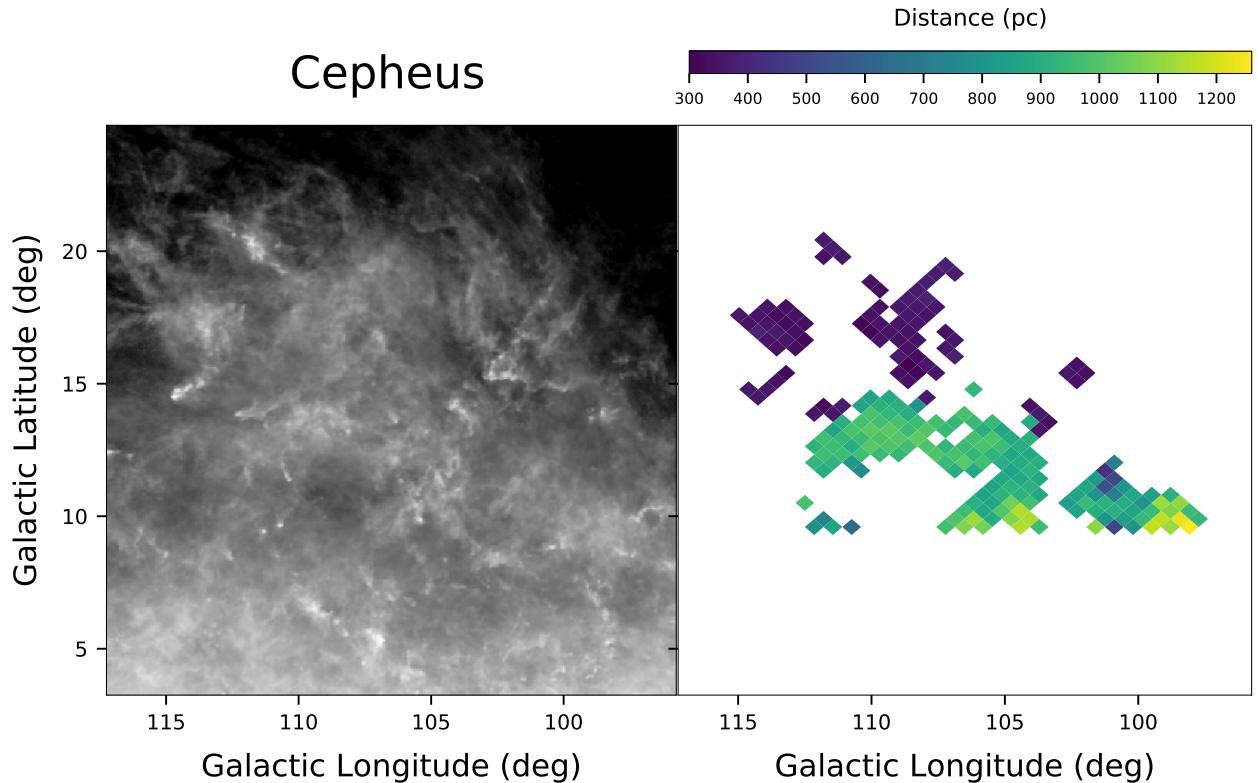 Distance (pc)
Cepheus
300 400 500 600 700 800 900 1000 1100 1200
20
15
10
5
Galactic Latitude (deg)
115 110 105 100
115 110 105 100
Galactic Longitude (deg)
Galactic Longitude (deg)